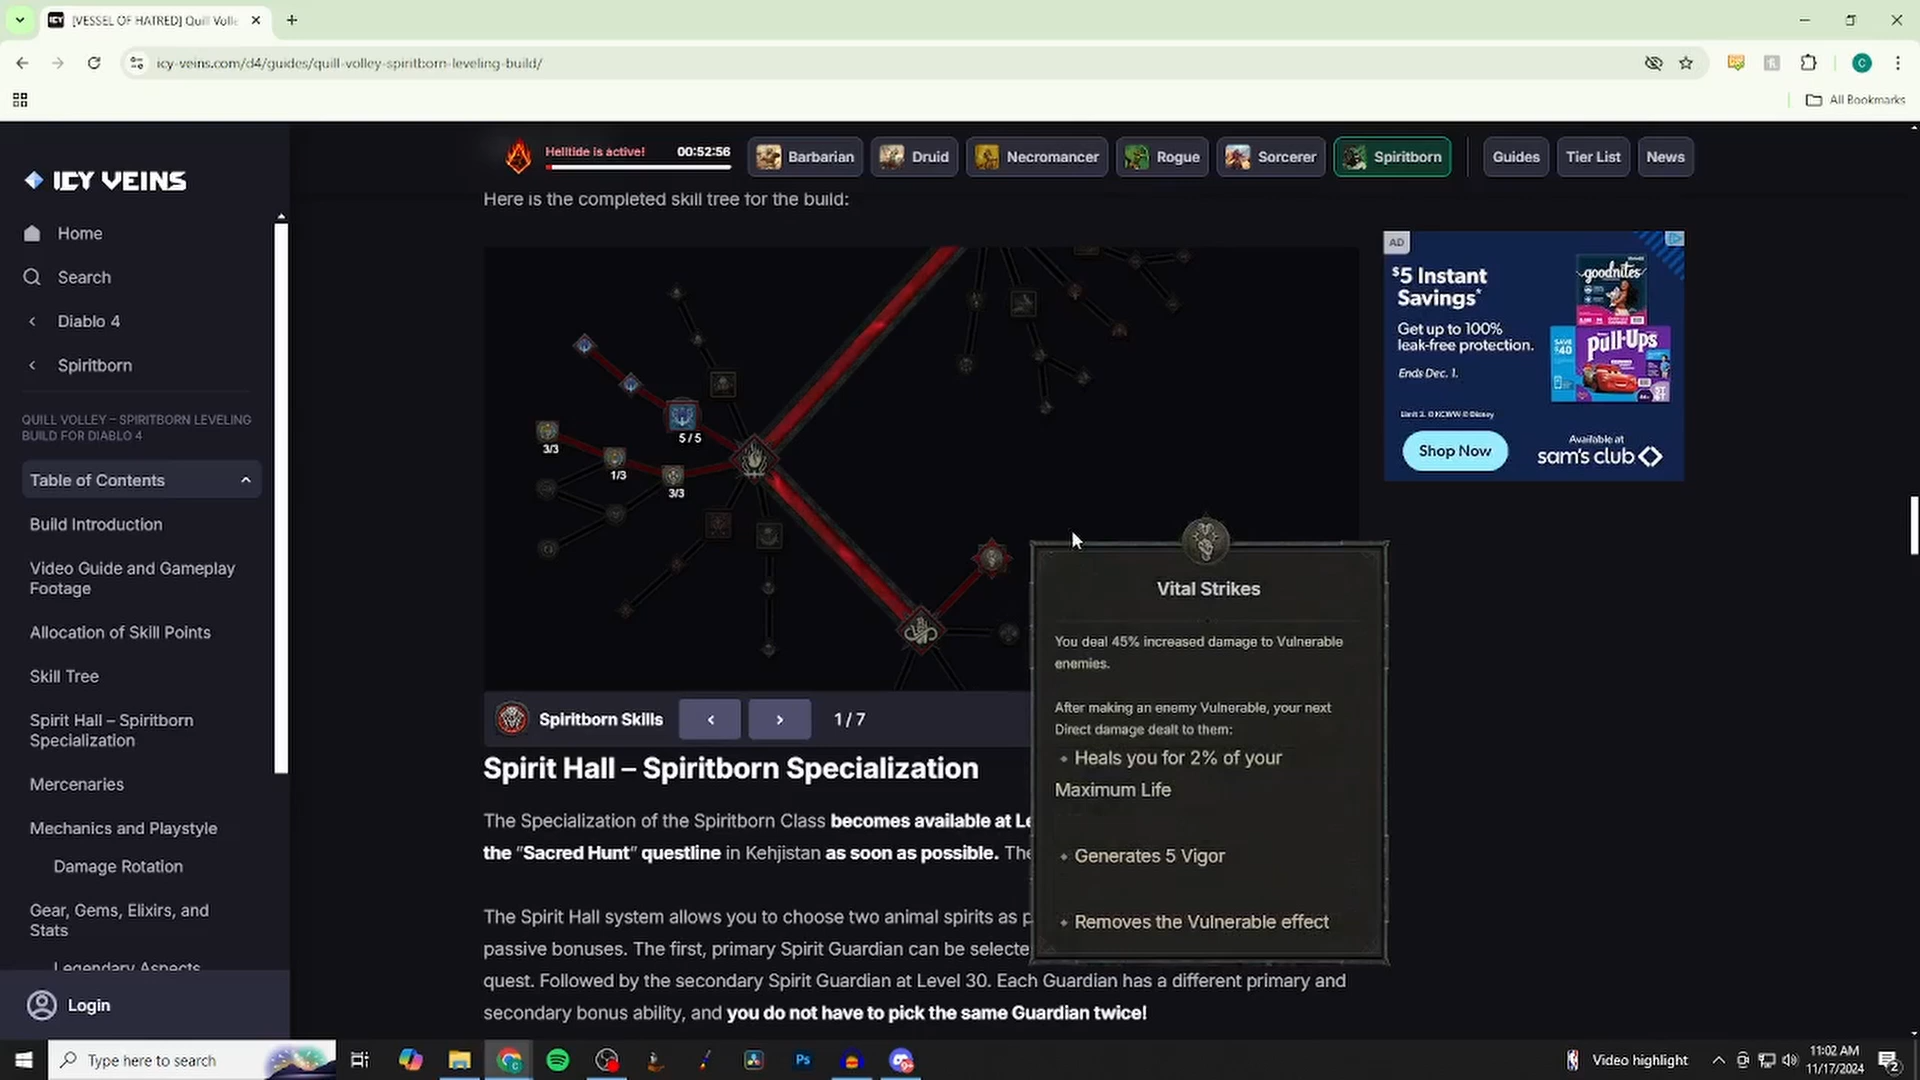 [VESSEL OF HATRED] Quill Volle
icy-veins.com/d4/guides/quill-volley-spiritborn-leveling-build/
All Bookmarks
ICY VEINS
Home
Search
Diablo 4
Spiritborn
QUILL VOLLEY – SPIRITBORN LEVELING
BUILD FOR DIABLO 4
Table of Contents
Build Introduction
Video Guide and Gameplay
Footage
Allocation of Skill Points
Skill Tree
Spirit Hall – Spiritborn
Specialization
Mercenaries
Mechanics and Playstyle
Damage Rotation
Gear, Gems, Elixirs, and
Stats
Legendary Aspects
Login
Helltide is active! 00:52:56
Barbarian
Druid
Necromancer
Rogue
Sorcerer
Spiritborn
Guides
Tier List
News
Here is the completed skill tree for the build:
5 / 5
3/3
1/3
3/3
Spiritborn Skills
1 / 7
Vital Strikes
You deal 45% increased damage to Vulnerable
enemies.
After making an enemy Vulnerable, your next
Direct damage dealt to them:
Heals you for 2% of your
Maximum Life
Generates 5 Vigor
Removes the Vulnerable effect
Spirit Hall – Spiritborn Specialization
The Specialization of the Spiritborn Class becomes available at Le
the "Sacred Hunt" questline in Kehjistan as soon as possible. The
The Spirit Hall system allows you to choose two animal spirits as p
passive bonuses. The first, primary Spirit Guardian can be selecte
quest. Followed by the secondary Spirit Guardian at Level 30. Each Guardian has a different primary and
secondary bonus ability, and you do not have to pick the same Guardian twice!
AD
$5 Instant
Savings*
Get up to 100%
leak-free protection.
Ends Dec. 1.
Shop Now
goodnites
SAVE
$40
Pull-Ups
Available at
sam's club
Type here to search
Ps
Video highlight
11:02 AM
11/17/2024
2